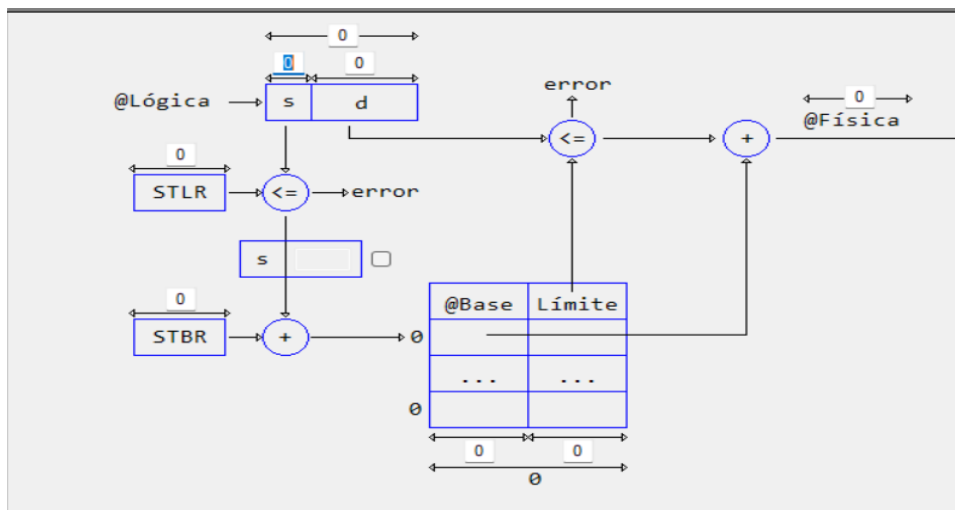 0
0 0
error
@Lógica s d
<=
+
0
@Física
0
STLR <= error
s
@Base Límite
0
STBR + 0
... ...
0
0 0
0